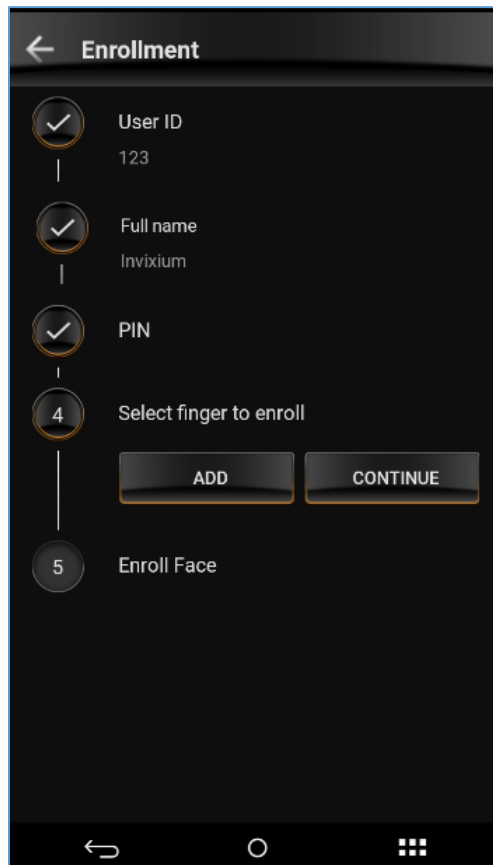 Enrollment
User ID
123
Full name
Invixium
PIN
4 Select finger to enroll
ADD CONTINUE
5 Enroll Face